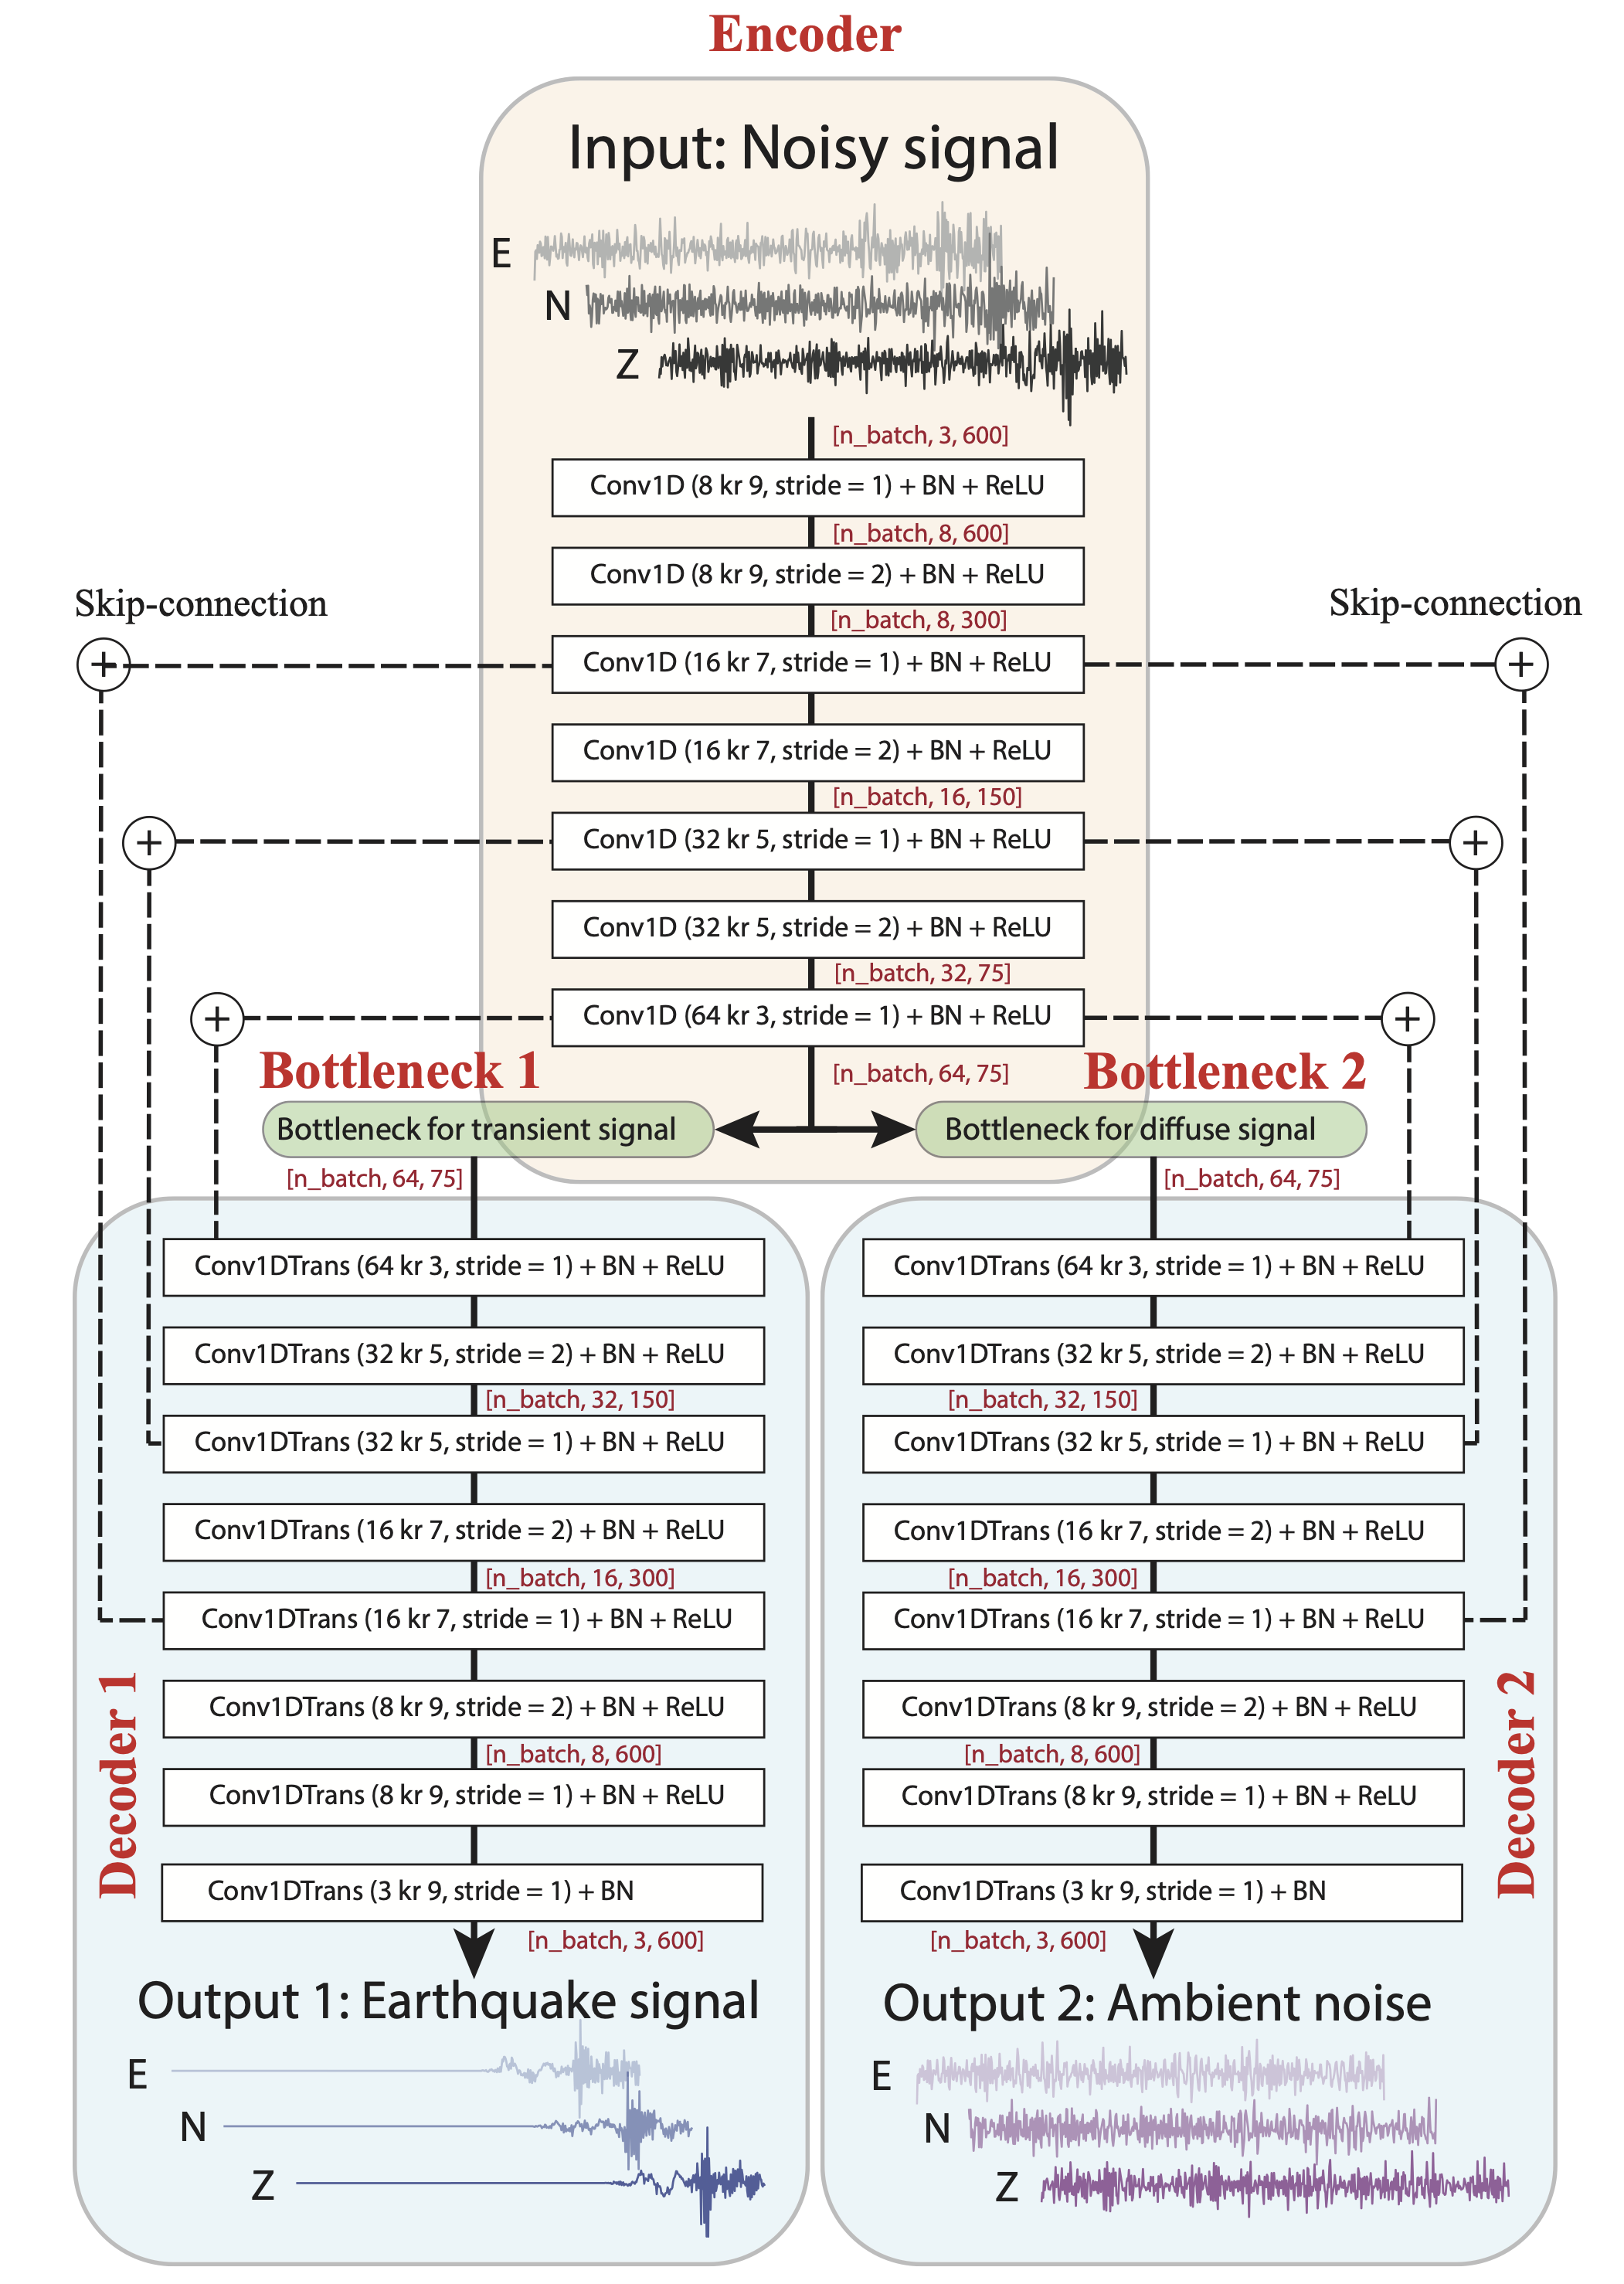 Encoder
Input: Noisy signal
E
N
Z
[n_batch, 3, 600]
Conv1D (8 kr 9, stride = 1) + BN + ReLU
[n_batch, 8, 600]
Conv1D (8 kr 9, stride = 2) + BN + ReLU
[n_batch, 8, 300]
Skip-connection
Skip-connection
+
Conv1D (16 kr 7, stride = 1) + BN + ReLU
+
Conv1D (16 kr 7, stride = 2) + BN + ReLU
[n_batch, 16, 150]
+
Conv1D (32 kr 5, stride = 1) + BN + ReLU
+
Conv1D (32 kr 5, stride = 2) + BN + ReLU
[n_batch, 32, 75]
+
Conv1D (64 kr 3, stride = 1) + BN + ReLU
+
[n_batch, 64, 75]
Bottleneck 1
Bottleneck 2
Bottleneck for transient signal
Bottleneck for diffuse signal
[n_batch, 64, 75]
[n_batch, 64, 75]
Conv1DTrans (64 kr 3, stride = 1) + BN + ReLU
Conv1DTrans (32 kr 5, stride = 2) + BN + ReLU
[n_batch, 32, 150]
Conv1DTrans (32 kr 5, stride = 1) + BN + ReLU
Conv1DTrans (16 kr 7, stride = 2) + BN + ReLU
[n_batch, 16, 300]
Conv1DTrans (16 kr 7, stride = 1) + BN + ReLU
Conv1DTrans (8 kr 9, stride = 2) + BN + ReLU
[n_batch, 8, 600]
Conv1DTrans (8 kr 9, stride = 1) + BN + ReLU
Conv1DTrans (3 kr 9, stride = 1) + BN
[n_batch, 3, 600]
Decoder 1
Output 1: Earthquake signal
E
N
Z
Conv1DTrans (64 kr 3, stride = 1) + BN + ReLU
Conv1DTrans (32 kr 5, stride = 2) + BN + ReLU
[n_batch, 32, 150]
Conv1DTrans (32 kr 5, stride = 1) + BN + ReLU
Conv1DTrans (16 kr 7, stride = 2) + BN + ReLU
[n_batch, 16, 300]
Conv1DTrans (16 kr 7, stride = 1) + BN + ReLU
Conv1DTrans (8 kr 9, stride = 2) + BN + ReLU
[n_batch, 8, 600]
Conv1DTrans (8 kr 9, stride = 1) + BN + ReLU
Conv1DTrans (3 kr 9, stride = 1) + BN
[n_batch, 3, 600]
Decoder 2
Output 2: Ambient noise
E
N
Z